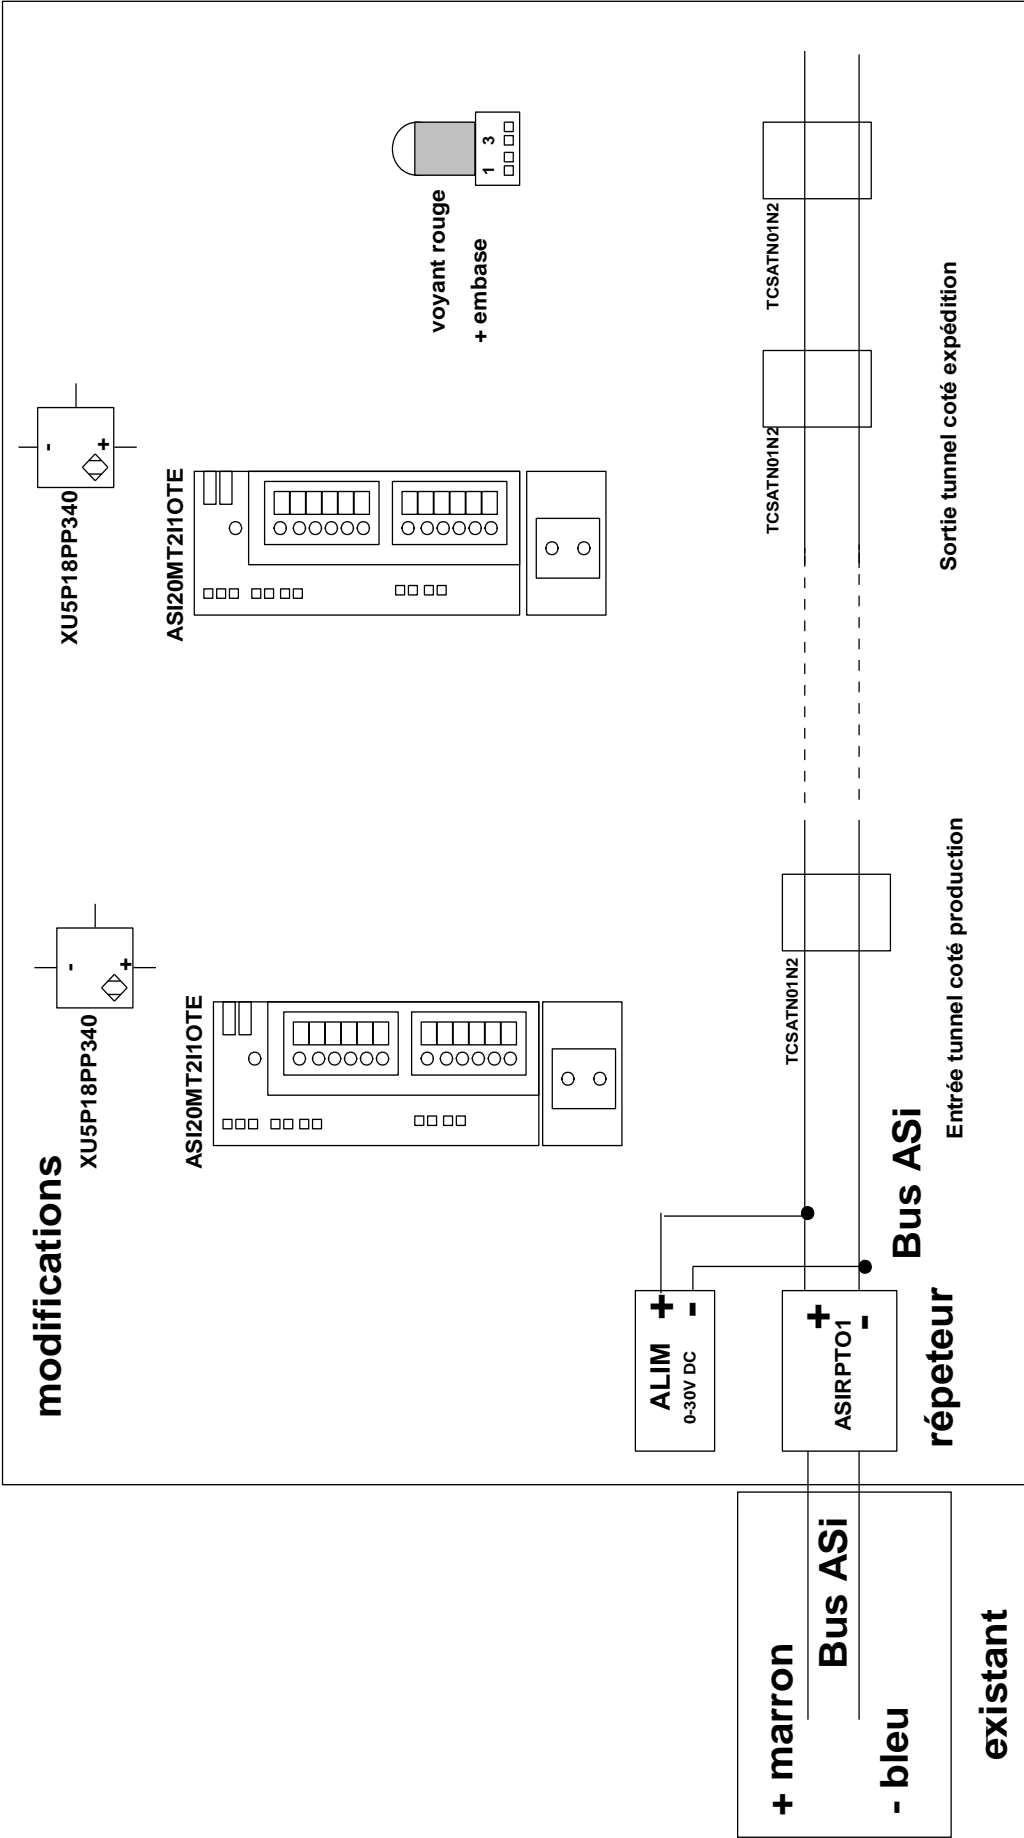 modifications
XU5P18PP340
XU5P18PP340
-
+
-
+
ASI20MT2I1OTE
ASI20MT2I1OTE
voyant rouge
+ embase
1 3
ALIM
0-30V DC
+
-
+ marron
Bus ASi
- bleu
existant
+
-
ASIRPTO1
répeteur
Bus ASi
TCSATN01N2
TCSATN01N2
TCSATN01N2
Entrée tunnel coté production
Sortie tunnel coté expédition